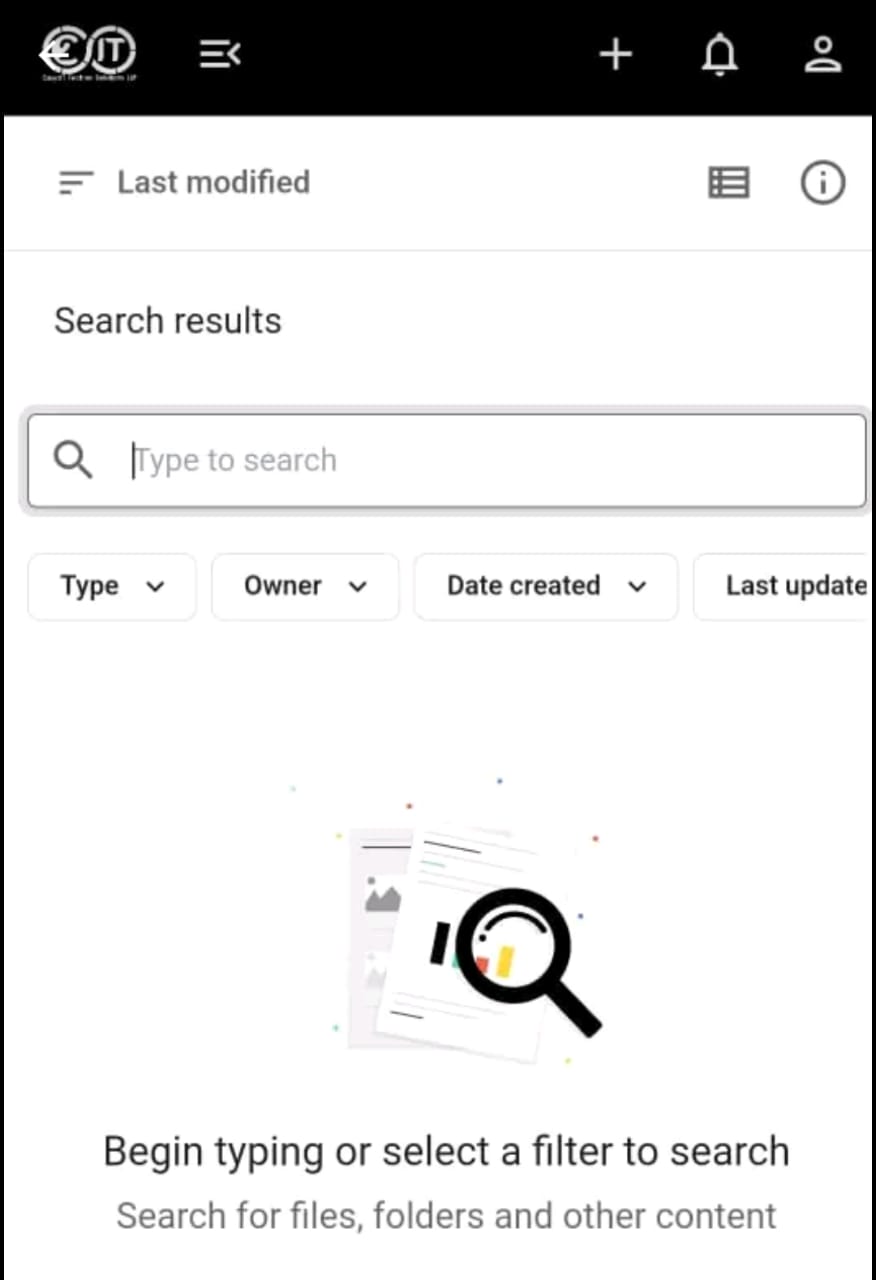 IT
Last modified
Search results
Type to search
Type
Owner
Date created
Last update
Begin typing or select a filter to search
Search for files, folders and other content